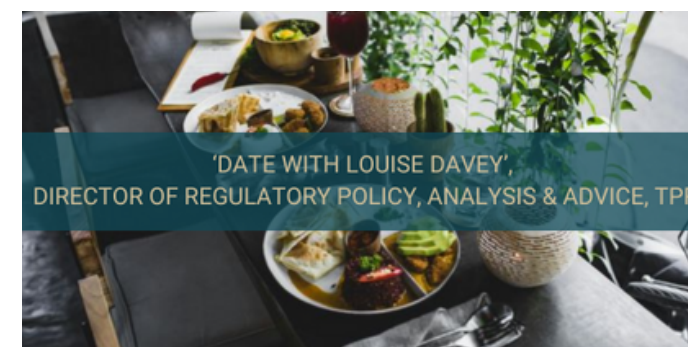 ‘DATE WITH LOUISE DAVEY’,
DIRECTOR OF REGULATORY POLICY, ANALYSIS & ADVICE,